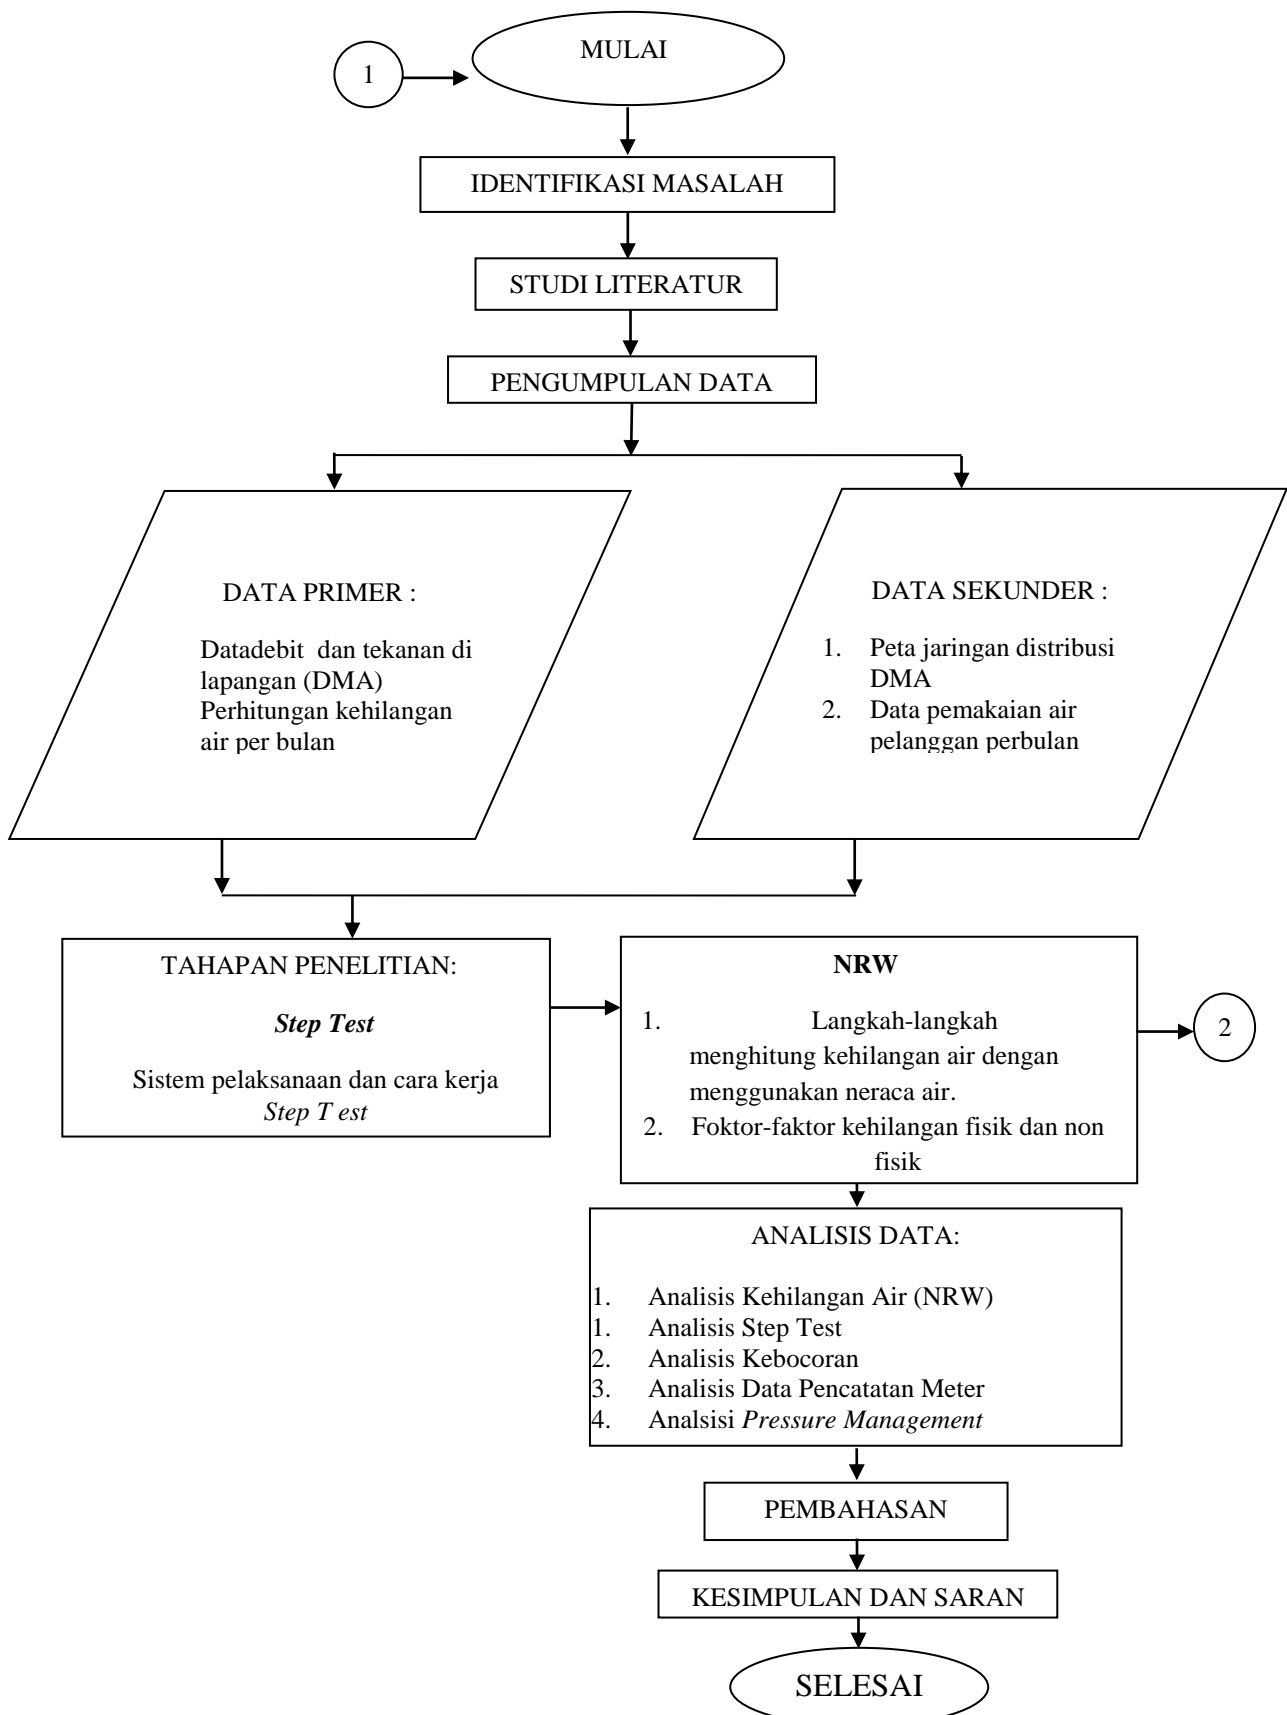 MULAI
1
IDENTIFIKASI MASALAH
STUDI LITERATUR
PENGUMPULAN DATA
DATA PRIMER :
Datadebit dan tekanan di
lapangan (DMA)
Perhitungan kehilangan
air per bulan
DATA SEKUNDER :
1. Peta jaringan distribusi
DMA
2. Data pemakaian air
pelanggan perbulan
TAHAPAN PENELITIAN:
Step Test
Sistem pelaksanaan dan cara kerja
Step T est
NRW
1. Langkah-langkah
menghitung kehilangan air dengan
menggunakan neraca air.
2. Foktor-faktor kehilangan fisik dan non
fisik
2
ANALISIS DATA:
1. Analisis Kehilangan Air (NRW)
1. Analisis Step Test
2. Analisis Kebocoran
3. Analisis Data Pencatatan Meter
4. Analsisi Pressure Management
PEMBAHASAN
KESIMPULAN DAN SARAN
SELESAI